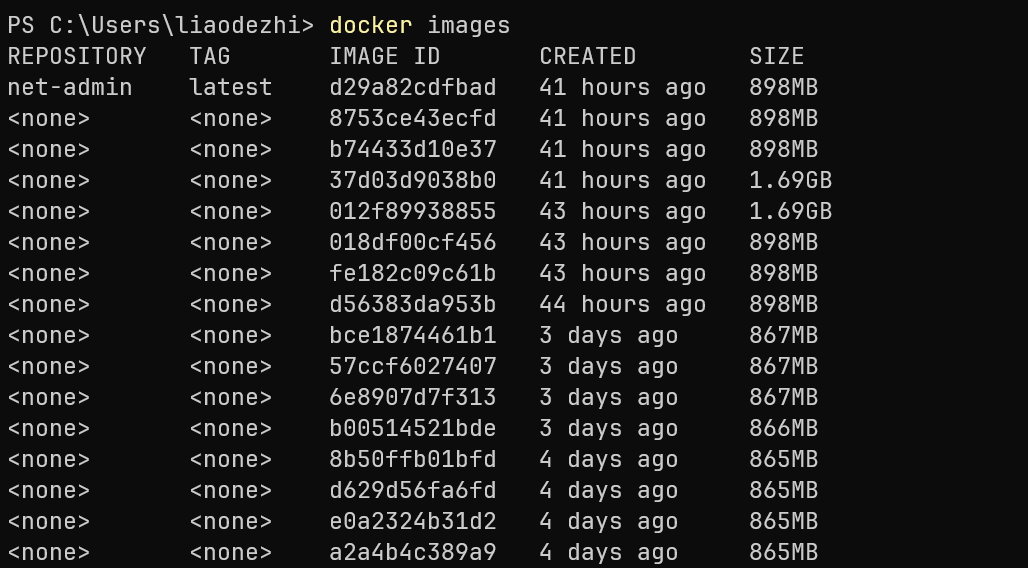 PS C:\Users\liaodezhi> docker images
REPOSITORY   TAG       IMAGE ID       CREATED        SIZE
net-admin    latest    d29a82cdfbad   41 hours ago   898MB
<none>       <none>    8753ce43ecfd   41 hours ago   898MB
<none>       <none>    b74433d10e37   41 hours ago   898MB
<none>       <none>    37d03d9038b0   41 hours ago   1.69GB
<none>       <none>    012f89938855   43 hours ago   1.69GB
<none>       <none>    018df00cf456   43 hours ago   898MB
<none>       <none>    fe182c09c61b   43 hours ago   898MB
<none>       <none>    d56383da953b   44 hours ago   898MB
<none>       <none>    bce1874461b1   3 days ago     867MB
<none>       <none>    57ccf6027407   3 days ago     867MB
<none>       <none>    6e8907d7f313   3 days ago     867MB
<none>       <none>    b00514521bde   3 days ago     866MB
<none>       <none>    8b50ffb01bfd   4 days ago     865MB
<none>       <none>    d629d56fa6fd   4 days ago     865MB
<none>       <none>    e0a2324b31d2   4 days ago     865MB
<none>       <none>    a2a4b4c389a9   4 days ago     865MB